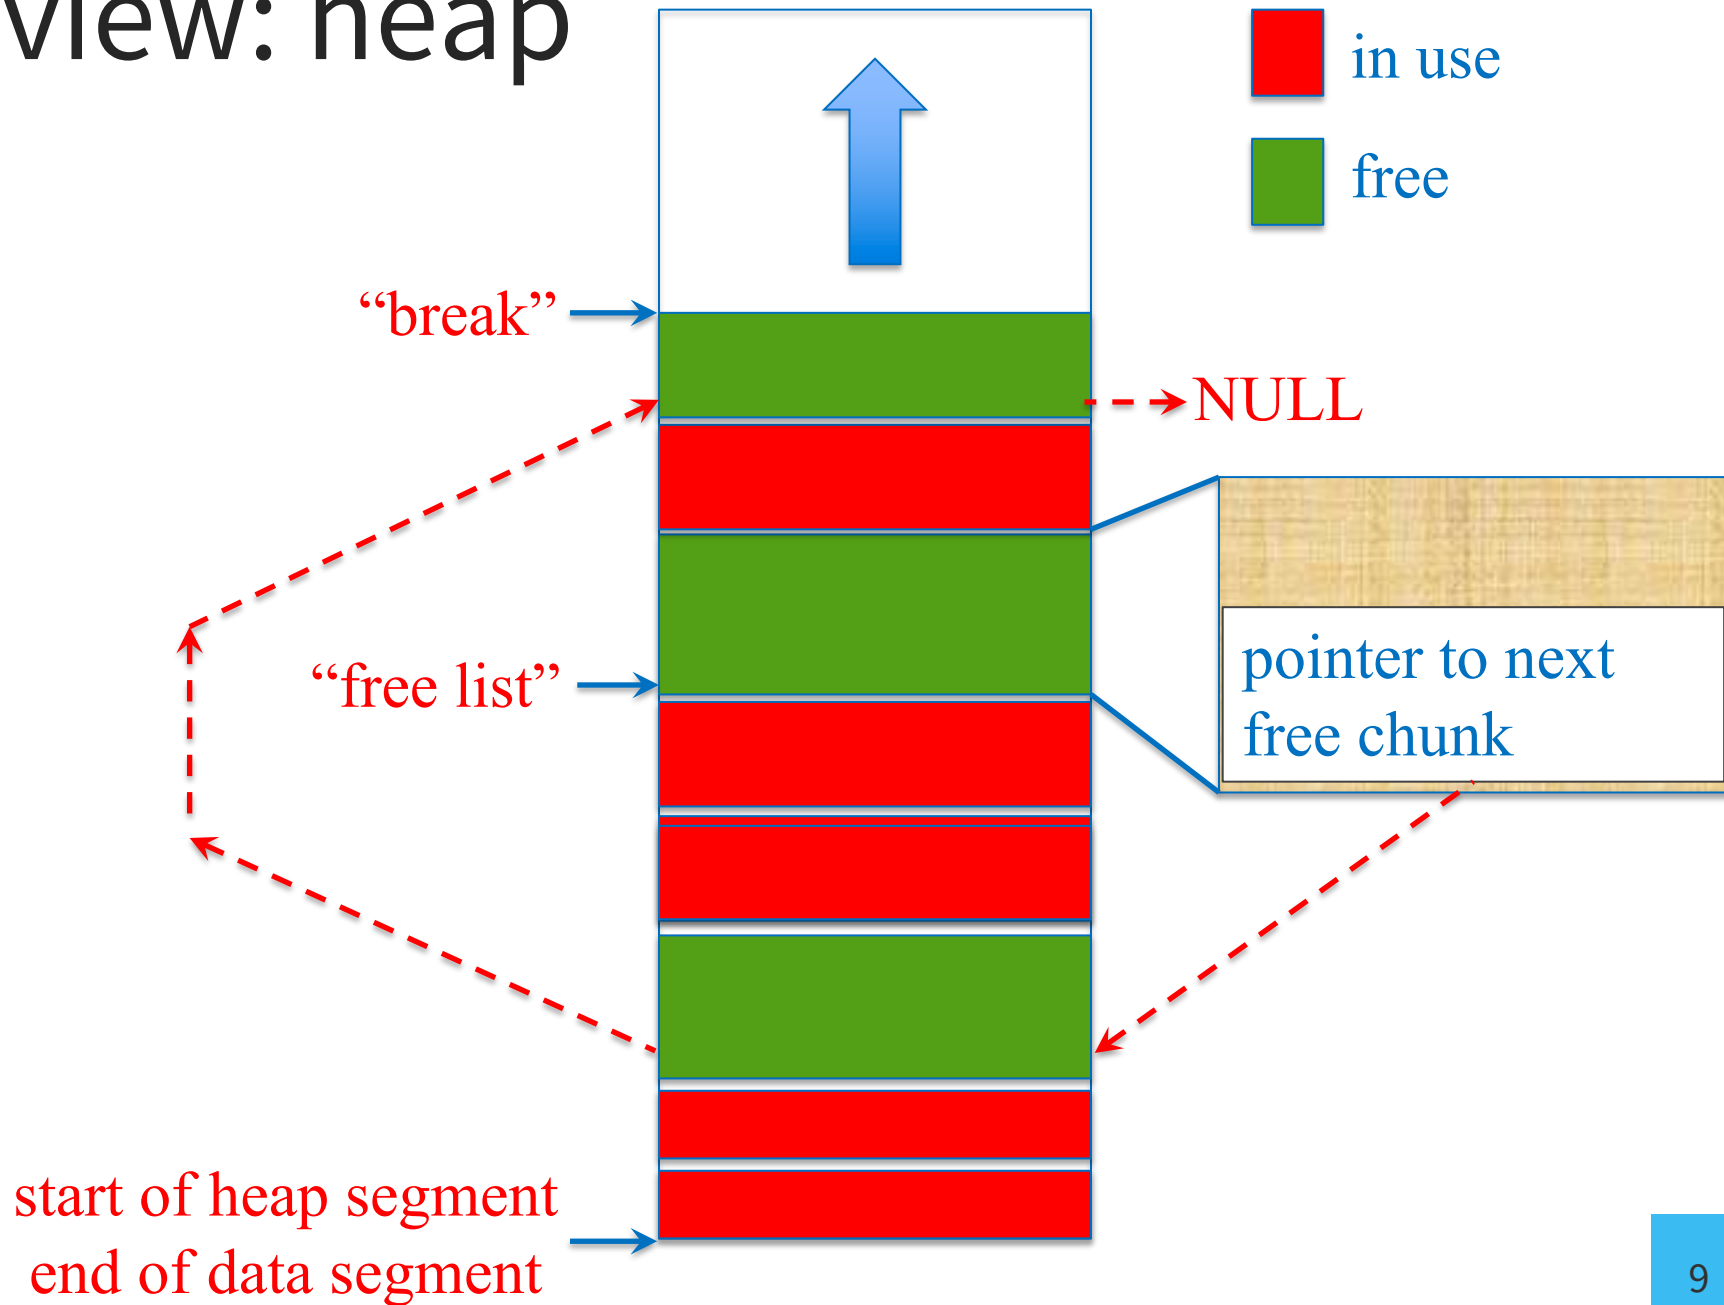 view: heap
in use
free
“break”
NULL
pointer to next
free chunk
“free list”
start of heap segment
end of data segment
9